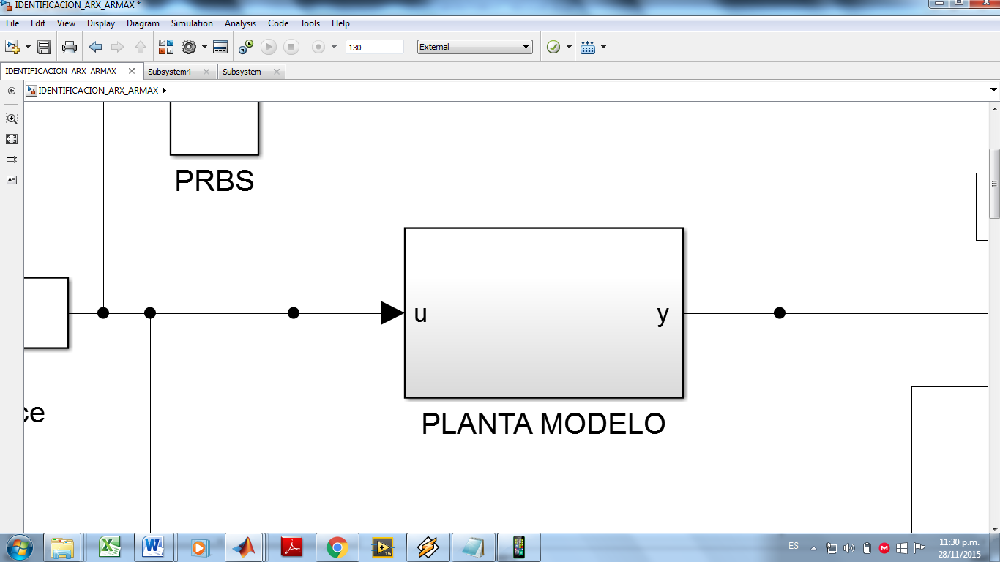 IDENTIFICACION_ARX_ARMAX *
File Edit View Display Diagram Simulation Analysis Code Tools Help
130 External
IDENTIFICACION_ARX_ARMAX Subsystem4 Subsystem
IDENTIFICACION_ARX_ARMAX
PRBS
u y
ce
PLANTA MODELO
ES
11:30 p.m.
28/11/2015